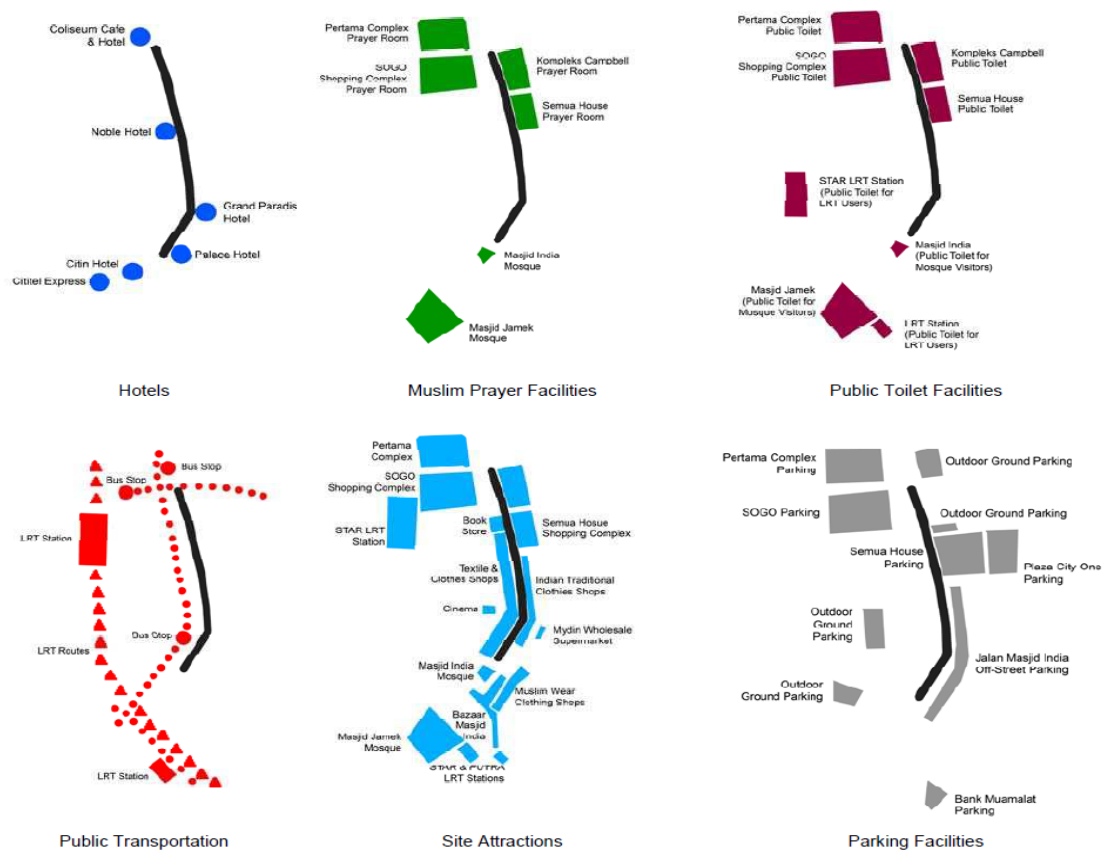 Coliseum Cafe
& Hotel
Noble Hotel
Grand Paradis
Hotel
Palace Hotel
Citin Hotel
Cititel Express
Hotels
Pertama Complex
Prayer Room
SOGO
Shopping Complex
Prayer Room
Kompleks Campbell
Prayer Room
Semua House
Prayer Room
Masjid India
Mosque
Masjid Jamek
Mosque
Muslim Prayer Facilities
Pertama Complex
Public Toilet
SOGO
Shopping Complex
Public Toilet
Kompleks Campbell
Public Toilet
Semua House
Public Toilet
STAR LRT Station
(Public Toilet for
LRT Users)
Masjid India
(Public Toilet for
Mosque Visitors)
Masjid Jamek
(Public Toilet for
Mosque Visitors)
LRT Station
(Public Toilet for
LRT Users)
Public Toilet Facilities
Bus Stop
Bus Stop
LRT Station
Bus Stop
LRT Routes
LRT Station
Public Transportation
Pertama
Complex
SOGO
Shopping Complex
STAR LRT
Station
Book
Store
Semua Hosue
Shopping Complex
Textile &
Clothes Shops
Indian Traditional
Clothies Shops
Cinema
Mydin Wholesale
Supermarket
Masjid India
Mosque
Muslim Wear
Clothing Shops
Bazaar
Masjid
India
Masjid Jamek
Mosque
STAR & PUTRA
LRT Stations
Site Attractions
Pertama Complex
Parking
Outdoor Ground Parking
SOGO Parking
Outdoor Ground Parking
Semua House
Parking
Plaza City One
Parking
Outdoor
Ground
Parking
Jalan Masjid India
Off-Street Parking
Outdoor
Ground Parking
Bank Muamalat
Parking
Parking Facilities